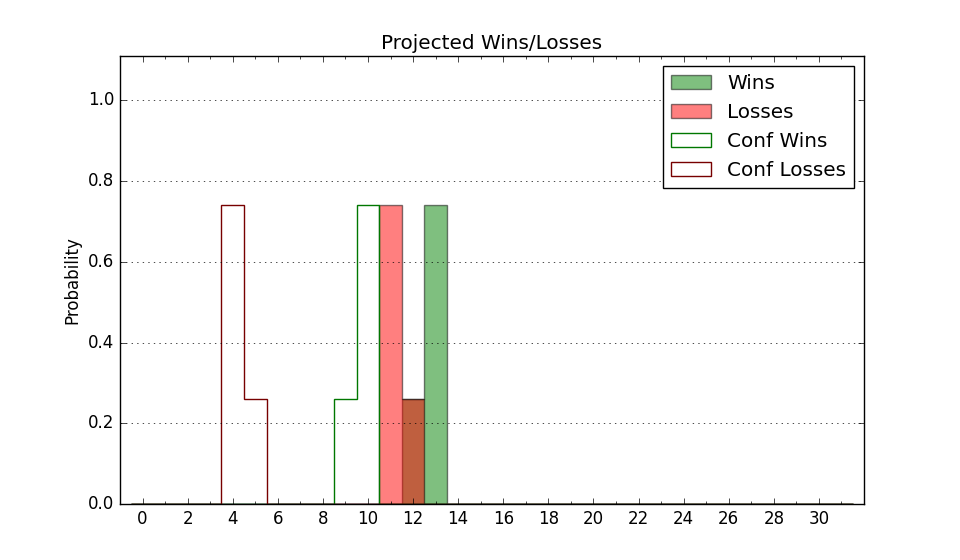 Projected Wins/Losses
Wins
Losses
Conf Wins
Conf Losses
Probability
1.0
0.8
0.6
0.4
0.2
0.0
0 2 4 6 8 10 12 14 16 18 20 22 24 26 28 30